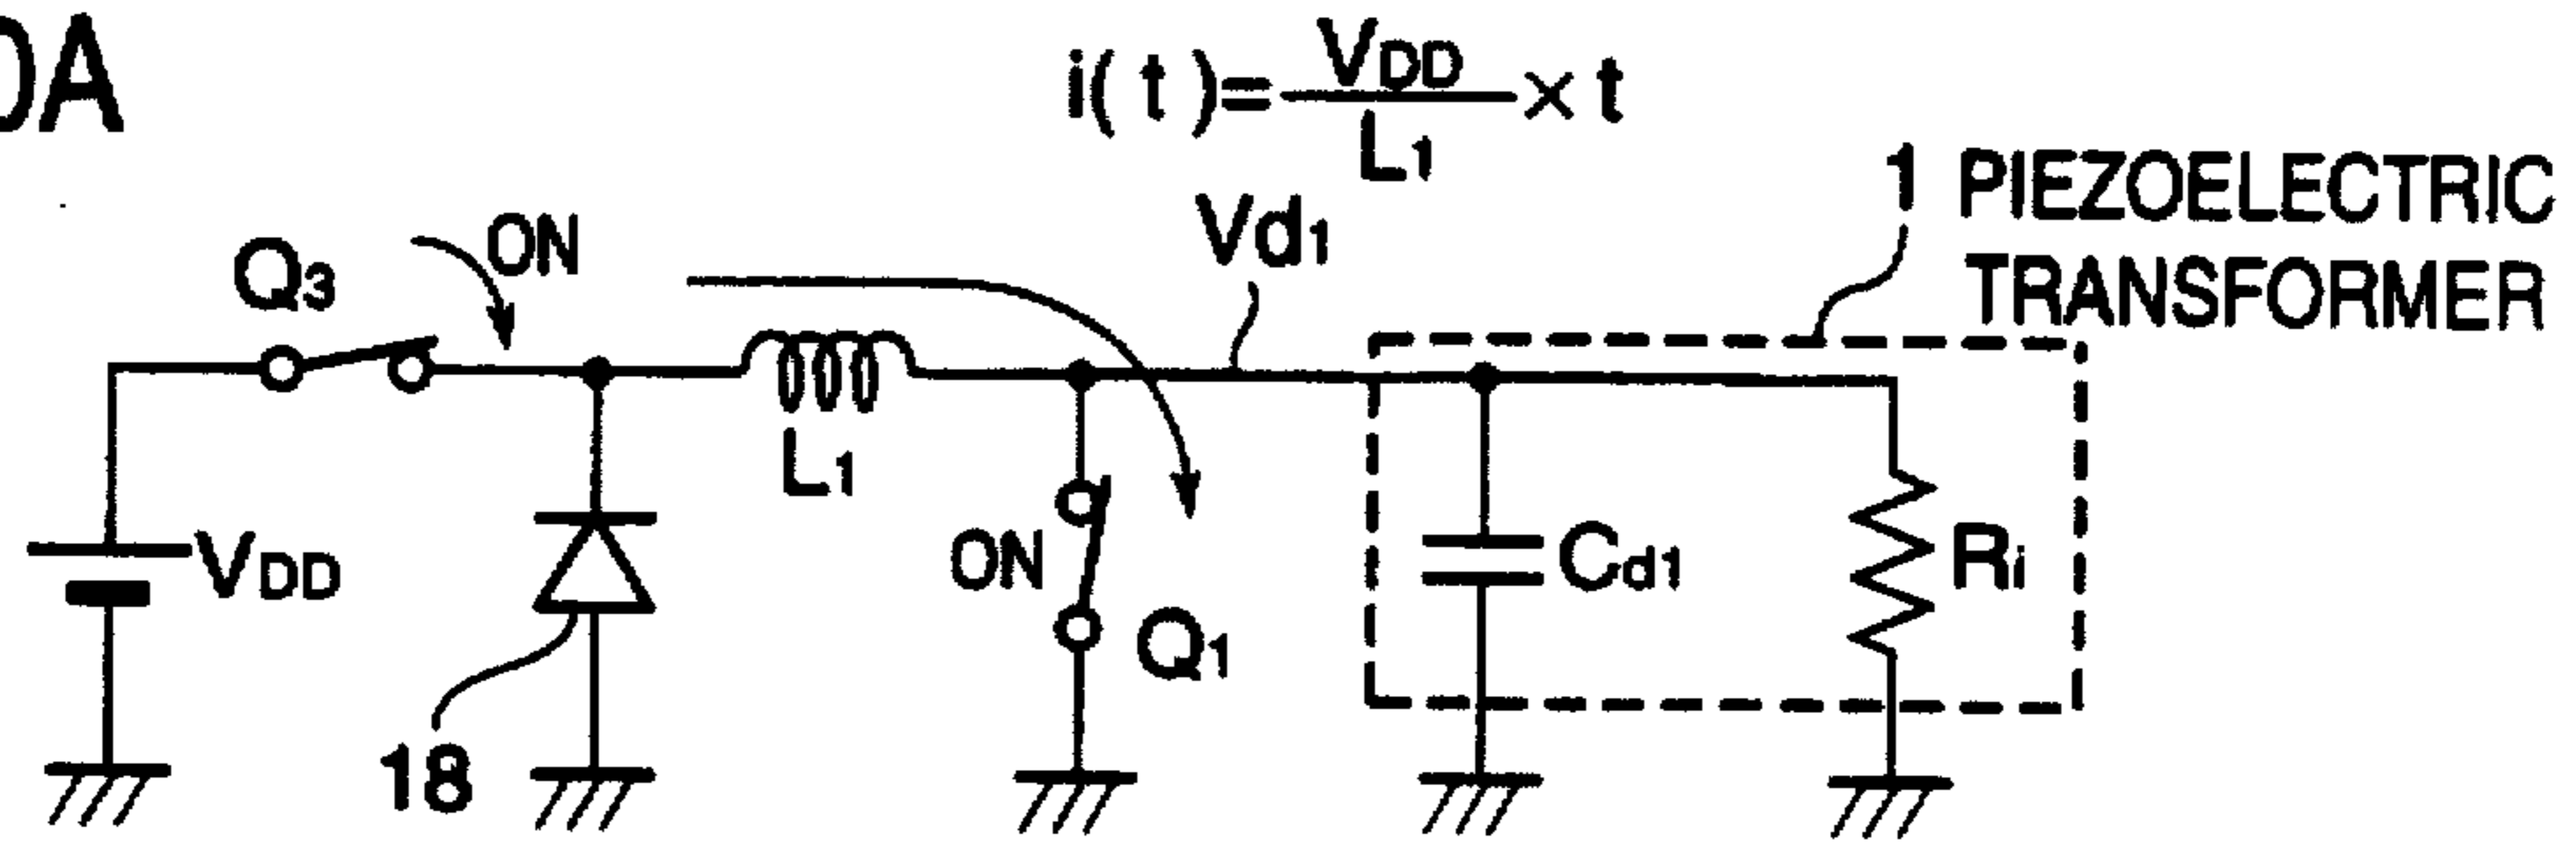 0A
i( t )= VDD / L1 × t
1 PIEZOELECTRIC
TRANSFORMER
Vd1
Q3
ON
L1
VDD
ON
Q1
Cd1
Ri
18